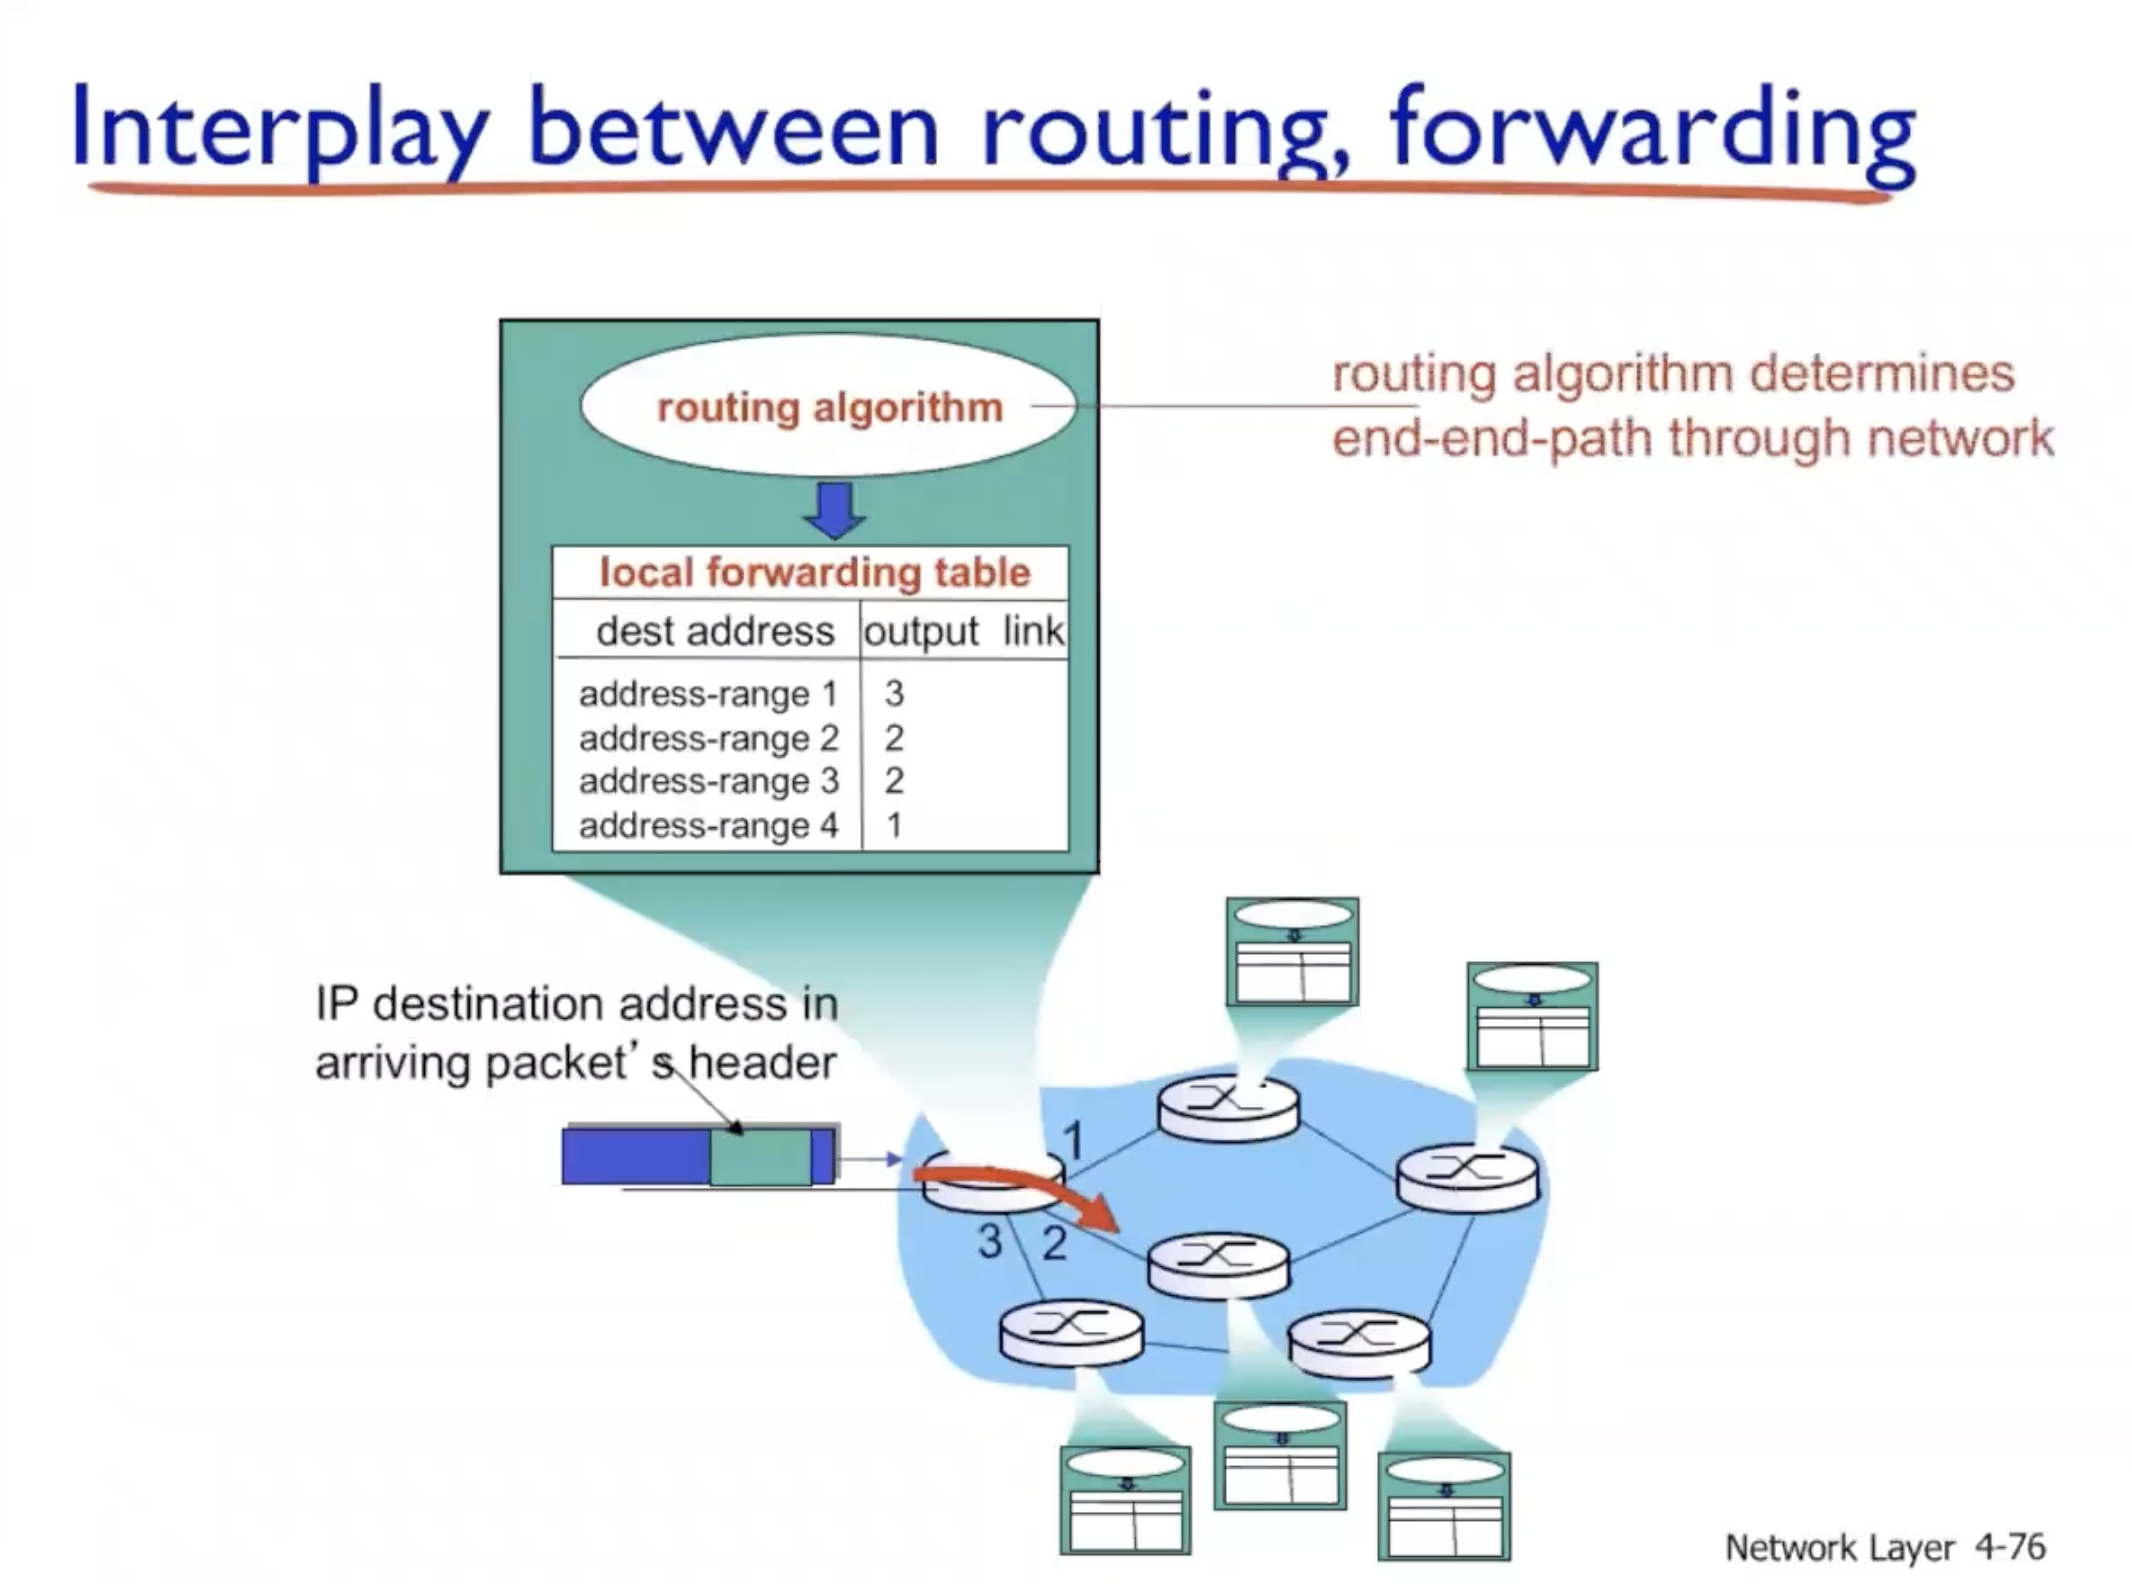 Interplay between routing, forwarding
routing algorithm
routing algorithm determines
end-end-path through network
local forwarding table
dest address output link
address-range 1 3
address-range 2 2
address-range 3 2
address-range 4 1
IP destination address in
arriving packet’s header
1
3 2
Network Layer 4-76